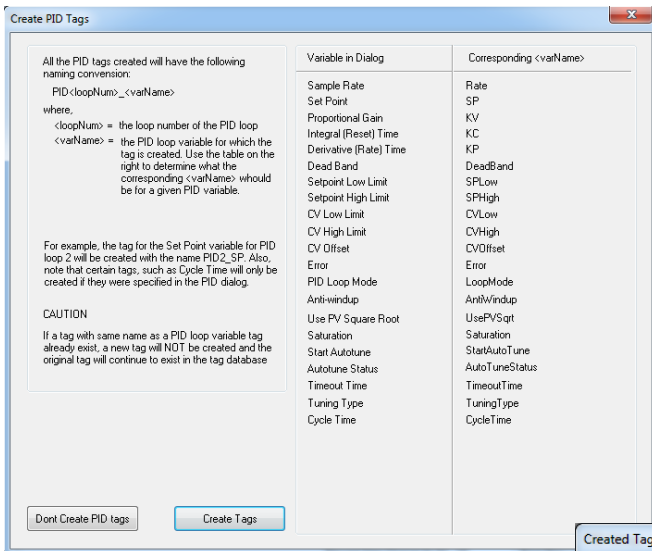 Create PID Tags
All the PID tags created will have the following
naming convension:
PID<loopNum>_<varName>
where,
<loopNum> = the loop number of the PID loop
<varName> = the PID loop variable for which the
tag is created. Use the table on the
right to determine what the
corresponding <varName> whould
be for a given PID variable.
For example, the tag for the Set Point variable for PID
loop 2 will be created with the name PID2_SP. Also,
note that certain tags, such as Cycle Time will only be
created if they were specified in the PID dialog.
CAUTION
If a tag with same name as a PID loop variable tag
already exist, a new tag will NOT be created and the
original tag will continue to exist in the tag database
Variable in Dialog Corresponding <varName>
Sample Rate Rate
Set Point SP
Proportional Gain KV
Integral (Reset) Time KC
Derivative (Rate) Time KP
Dead Band DeadBand
Setpoint Low Limit SPLow
Setpoint High Limit SPHigh
CV Low Limit CVLow
CV High Limit CVHigh
CV Offset CVOffset
Error Error
PID Loop Mode LoopMode
Anti-windup AntiWindup
Use PV Square Root UsePVSqrt
Saturation Saturation
Start Autotune StartAutoTune
Autotune Status AutoTuneStatus
Timeout Time TimeoutTime
Tuning Type TuningType
Cycle Time CycleTime
Dont Create PID tags Create Tags
Created Tag